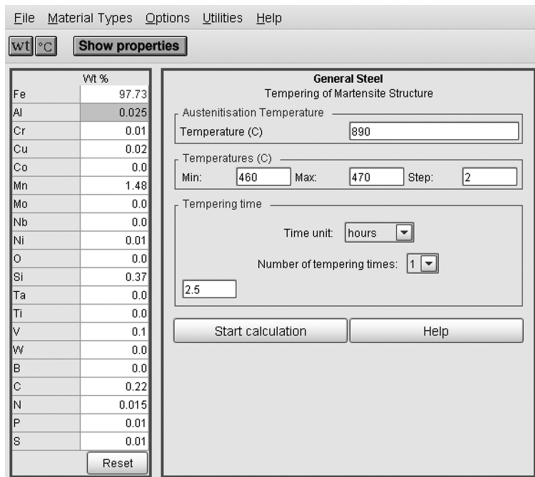 File Material Types Options Utilities Help
wt °C Show properties
Wt %
Fe 97.73
Al 0.025
Cr 0.01
Cu 0.02
Co 0.0
Mn 1.48
Mo 0.0
Nb 0.0
Ni 0.01
O 0.0
Si 0.37
Ta 0.0
Ti 0.0
V 0.1
W 0.0
B 0.0
C 0.22
N 0.015
P 0.01
S 0.01
Reset
General Steel
Tempering of Martensite Structure
Austenitisation Temperature
Temperature (C) 890
Temperatures (C)
Min: 460 Max: 470 Step: 2
Tempering time
Time unit: hours
Number of tempering times: 1
2.5
Start calculation Help